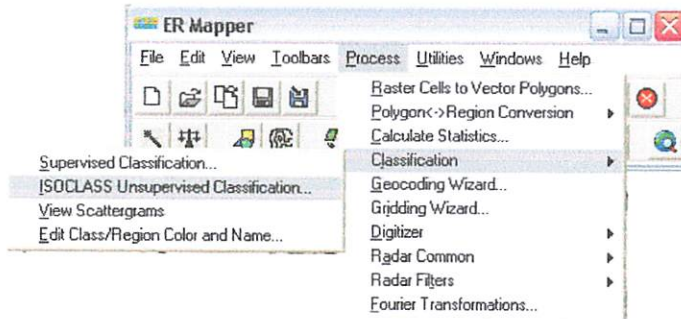 ER Mapper
File Edit View Toolbars Process Utilities Windows Help
Raster Cells to Vector Polygons...
Polygon<->Region Conversion
Calculate Statistics...
Classification
Supervised Classification...
ISOCLASS Unsupervised Classification...
View Scattergrams
Edit Class/Region Color and Name...
Geocoding Wizard...
Gridding Wizard...
Digitizer
Radar Common
Radar Filters
Fourier Transformations...